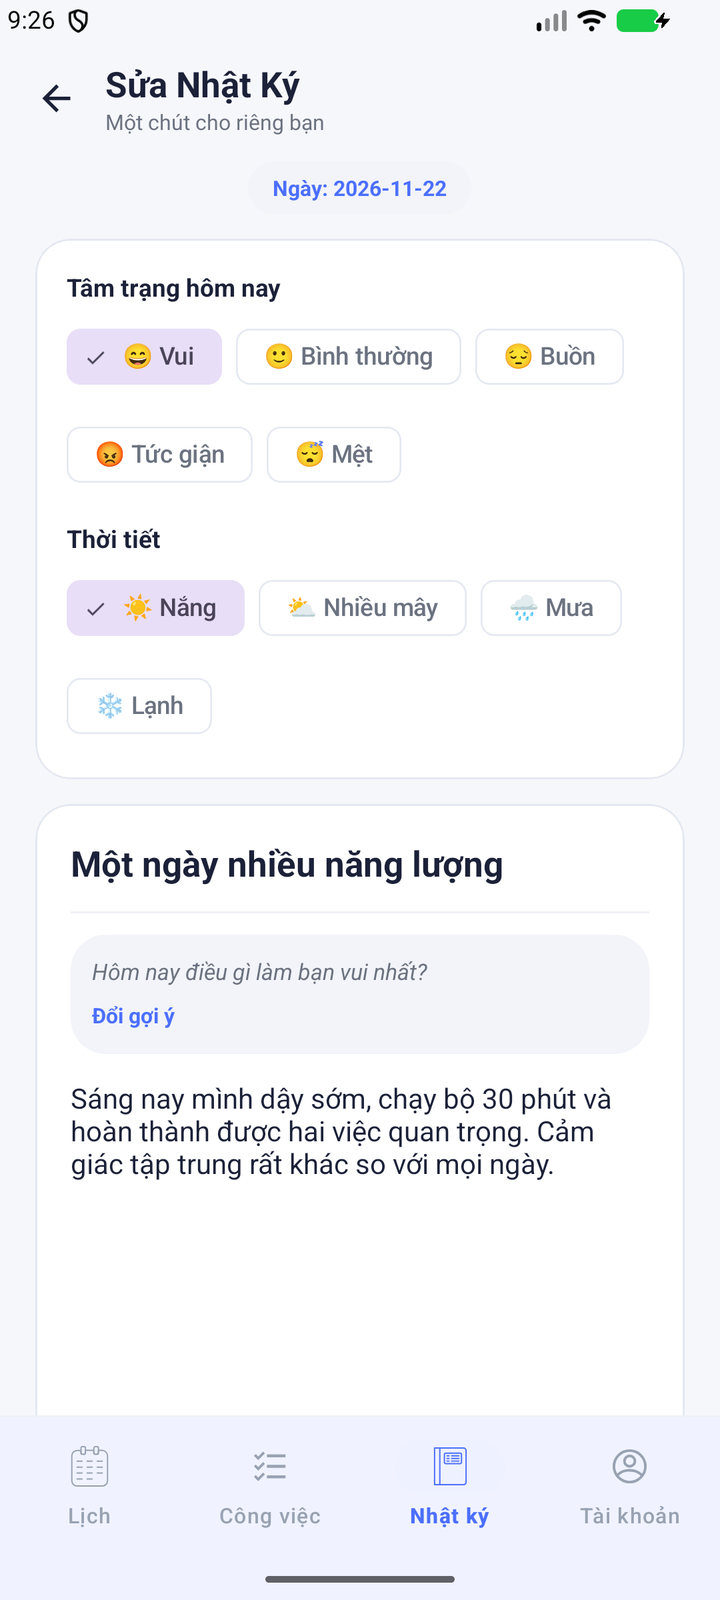 9:26
Sửa Nhật Ký
Một chút cho riêng bạn
Ngày: 2026-11-22
Tâm trạng hôm nay
😄 Vui
🙂 Bình thường
😔 Buồn
😡 Tức giận
😴 Mệt
Thời tiết
☀️ Nắng
⛅ Nhiều mây
🌧️ Mưa
❄️ Lạnh
Một ngày nhiều năng lượng
Hôm nay điều gì làm bạn vui nhất?
Đổi gợi ý
Sáng nay mình dậy sớm, chạy bộ 30 phút và
hoàn thành được hai việc quan trọng. Cảm
giác tập trung rất khác so với mọi ngày.
Lịch
Công việc
Nhật ký
Tài khoản